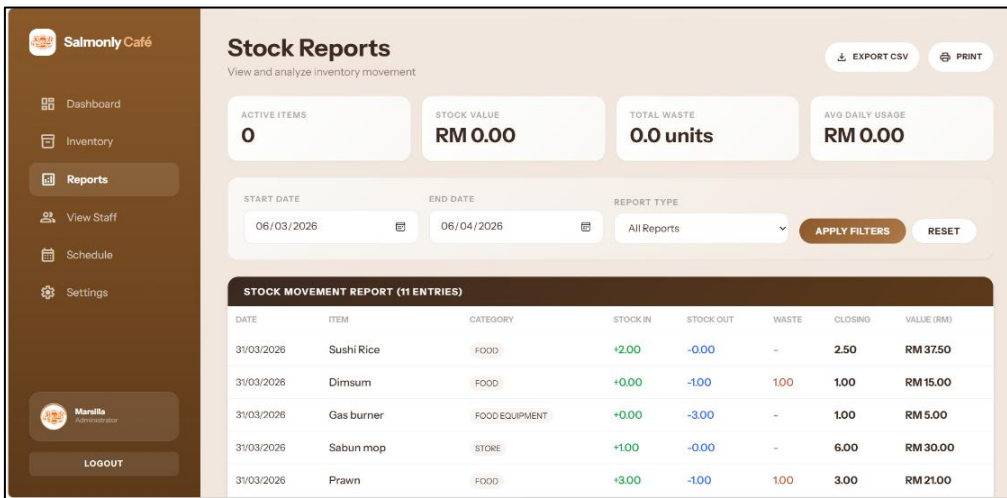 Salmonly Café
Dashboard
Inventory
Reports
View Staff
Schedule
Settings
Marsilla
Administrator
LOGOUT
Stock Reports
View and analyze inventory movement
EXPORT CSV
PRINT
ACTIVE ITEMS
0
STOCK VALUE
RM 0.00
TOTAL WASTE
0.0 units
AVG DAILY USAGE
RM 0.00
START DATE
06/03/2026
END DATE
06/04/2026
REPORT TYPE
All Reports
APPLY FILTERS
RESET
STOCK MOVEMENT REPORT (11 ENTRIES)
DATE ITEM CATEGORY STOCK IN STOCK OUT WASTE CLOSING VALUE (RM)
31/03/2026 Sushi Rice FOOD +2.00 -0.00 - 2.50 RM 37.50
31/03/2026 Dimsum FOOD +0.00 -1.00 1.00 1.00 RM 15.00
31/03/2026 Gas burner FOOD EQUIPMENT +0.00 -3.00 - 1.00 RM 5.00
31/03/2026 Sabun mop STORE +1.00 -0.00 - 6.00 RM 30.00
31/03/2026 Prawn FOOD +3.00 -1.00 1.00 3.00 RM 21.00